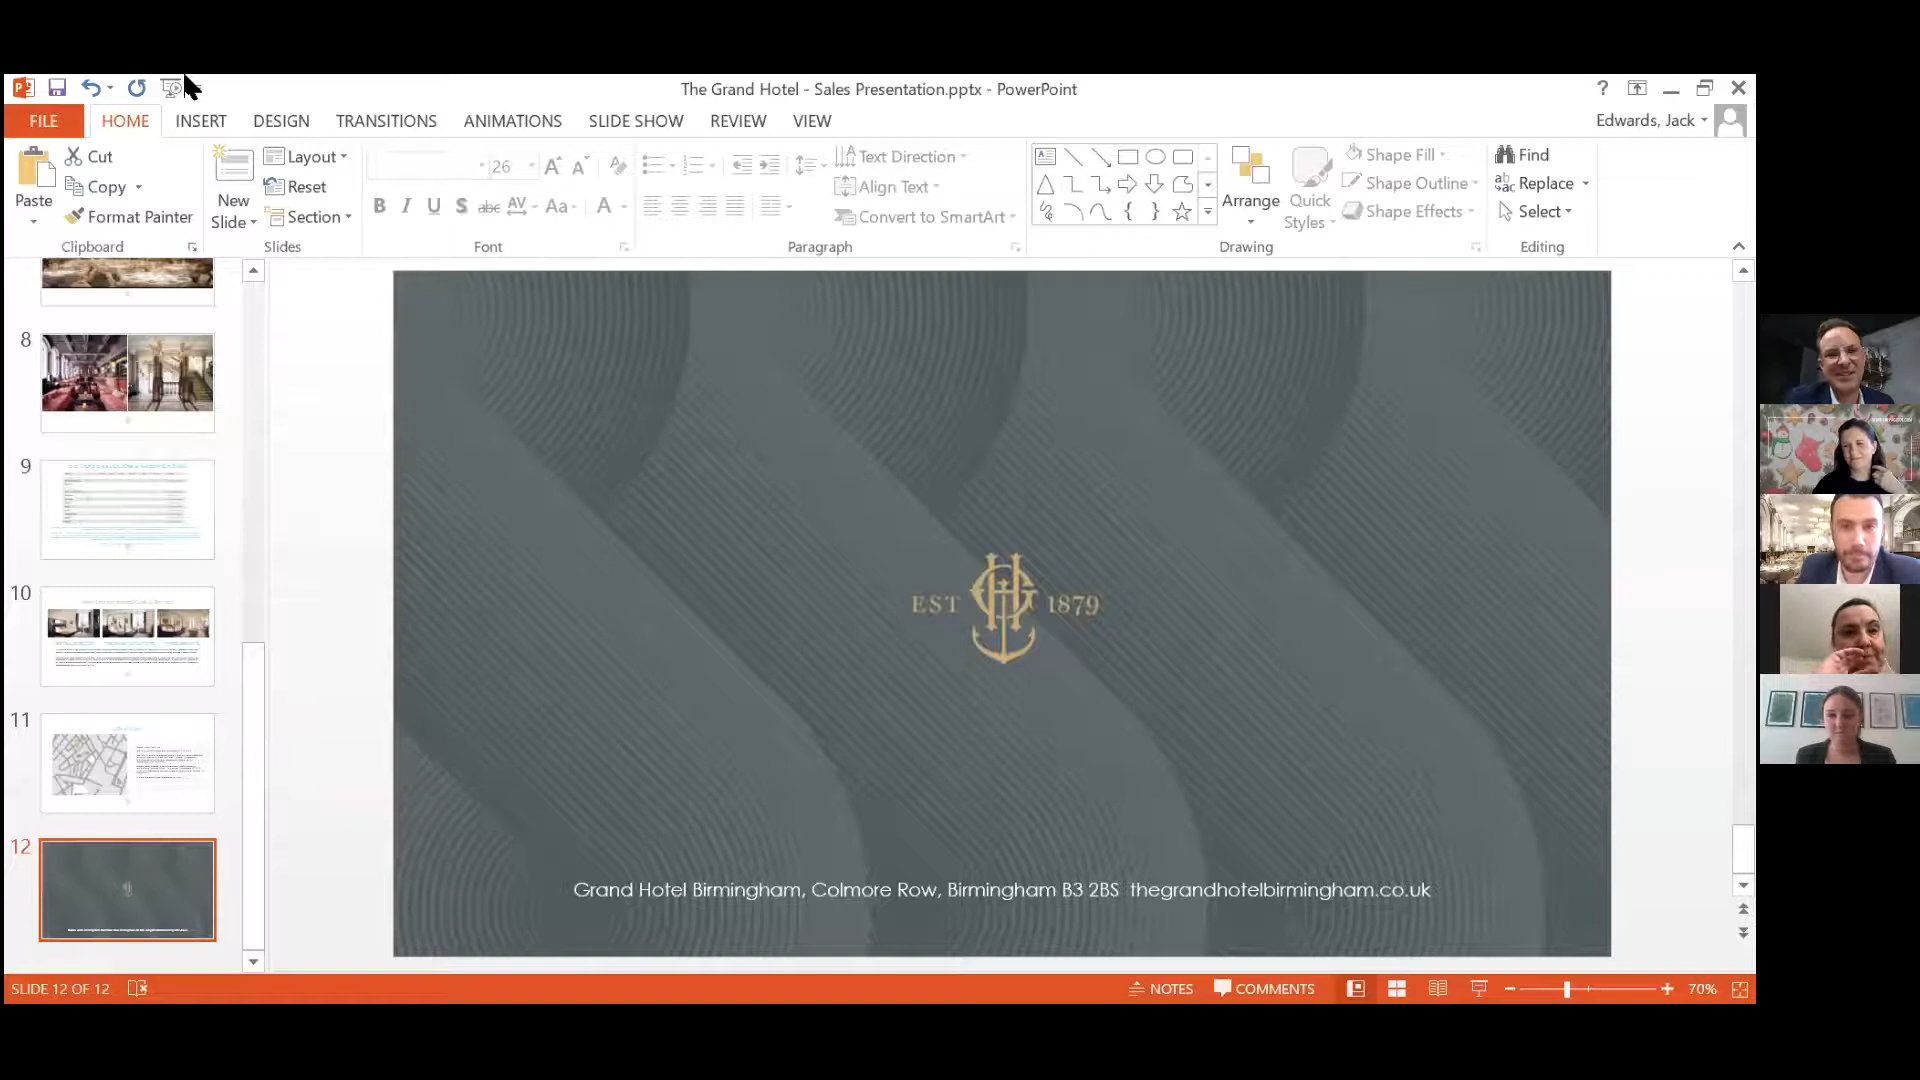 The Grand Hotel - Sales Presentation.pptx - PowerPoint
?
FILE
HOME
INSERT
DESIGN
TRANSITIONS
ANIMATIONS
SLIDE SHOW
REVIEW
VIEW
Edwards, Jack
Paste
Cut
Copy
Format Painter
Clipboard
New
Slide
Layout
Reset
Section
Slides
26
B I U S abc AV Aa A
Font
Text Direction
Align Text
Convert to SmartArt
Paragraph
Arrange
Quick
Styles
Shape Fill
Shape Outline
Shape Effects
Drawing
Find
Replace
Select
Editing
8
9
10
11
12
EST GH 1879
Grand Hotel Birmingham, Colmore Row, Birmingham B3 2BS thegrandhotelbirmingham.co.uk
SLIDE 12 OF 12
NOTES
COMMENTS
70%